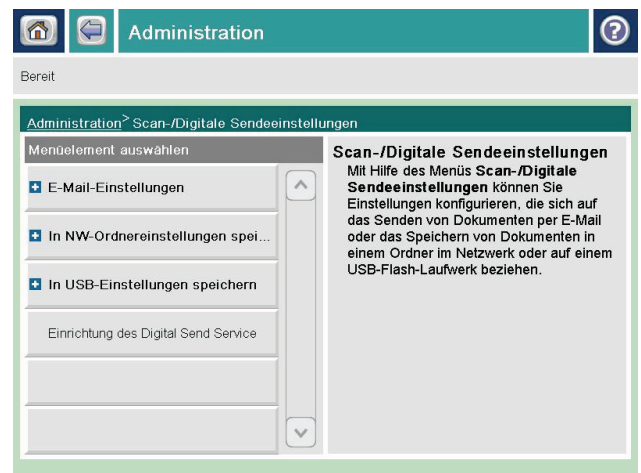 Administration
?
Bereit
Administration> Scan-/Digitale Sendeeinstellungen
Menüelement auswählen
E-Mail-Einstellungen
In NW-Ordnereinstellungen spei...
In USB-Einstellungen speichern
Einrichtung des Digital Send Service
Scan-/Digitale Sendeeinstellungen
Mit Hilfe des Menüs Scan-/Digitale
Sendeeinstellungen können Sie
Einstellungen konfigurieren, die sich auf
das Senden von Dokumenten per E-Mail
oder das Speichern von Dokumenten in
einem Ordner im Netzwerk oder auf einem
USB-Flash-Laufwerk beziehen.